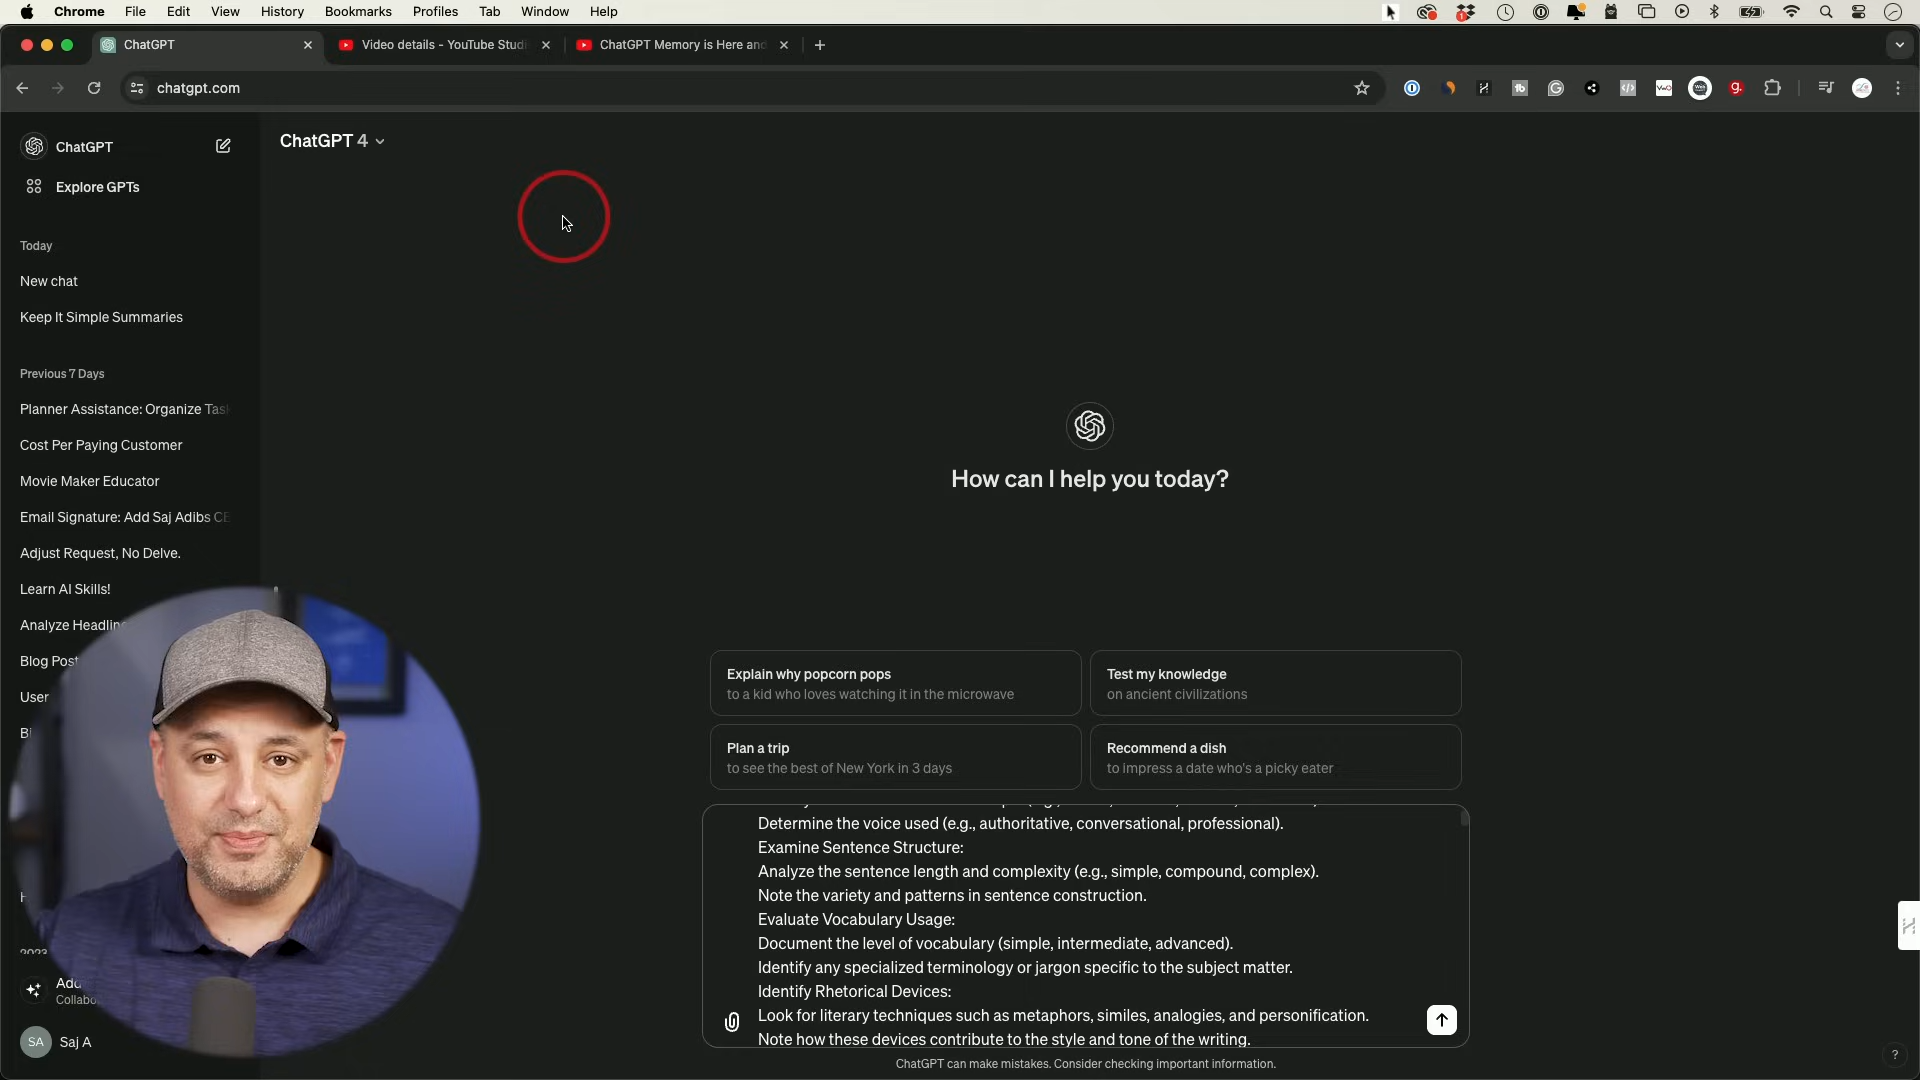 Chrome File Edit View History Bookmarks Profiles Tab Window Help
ChatGPT
Video details - YouTube Stud
ChatGPT Memory is Here and
chatgpt.com
ChatGPT
ChatGPT 4
Explore GPTs
Today
New chat
Keep It Simple Summaries
Previous 7 Days
Planner Assistance: Organize Tas
Cost Per Paying Customer
Movie Maker Educator
Email Signature: Add Saj Adibs CE
Adjust Request, No Delve.
Learn AI Skills!
Analyze Headlin
Blog Post
User
How can I help you today?
Explain why popcorn pops
to a kid who loves watching it in the microwave
Test my knowledge
on ancient civilizations
Plan a trip
to see the best of New York in 3 days
Recommend a dish
to impress a date who's a picky eater
Determine the voice used (e.g., authoritative, conversational, professional).
Examine Sentence Structure:
Analyze the sentence length and complexity (e.g., simple, compound, complex).
Note the variety and patterns in sentence construction.
Evaluate Vocabulary Usage:
Document the level of vocabulary (simple, intermediate, advanced).
Identify any specialized terminology or jargon specific to the subject matter.
Identify Rhetorical Devices:
Look for literary techniques such as metaphors, similes, analogies, and personification.
Note how these devices contribute to the style and tone of the writing.
2023
Add
Collabo
SA Saj A
ChatGPT can make mistakes. Consider checking important information.
?